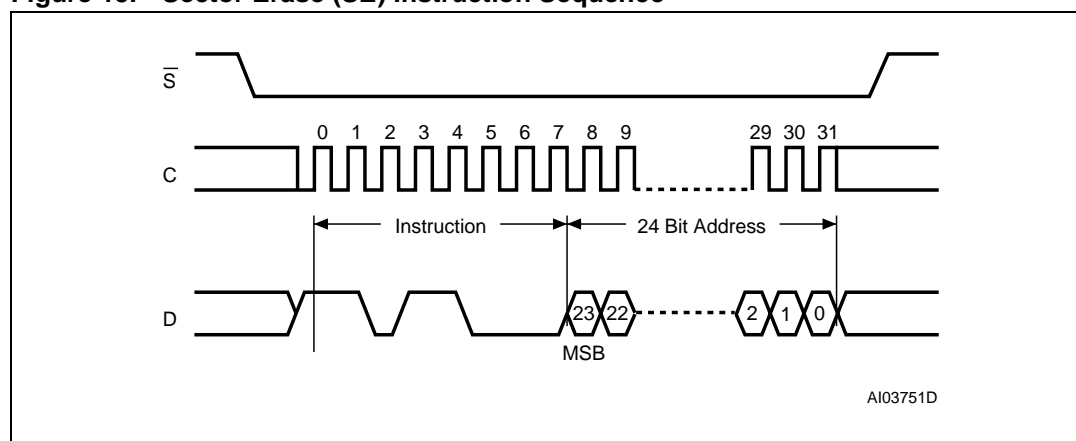 Figure Sector Erase (SE) Instruction Sequence
S̅
0 1 2 3 4 5 6 7 8 9 29 30 31
C
Instruction 24 Bit Address
D 23 22 2 1 0
MSB
AI03751D